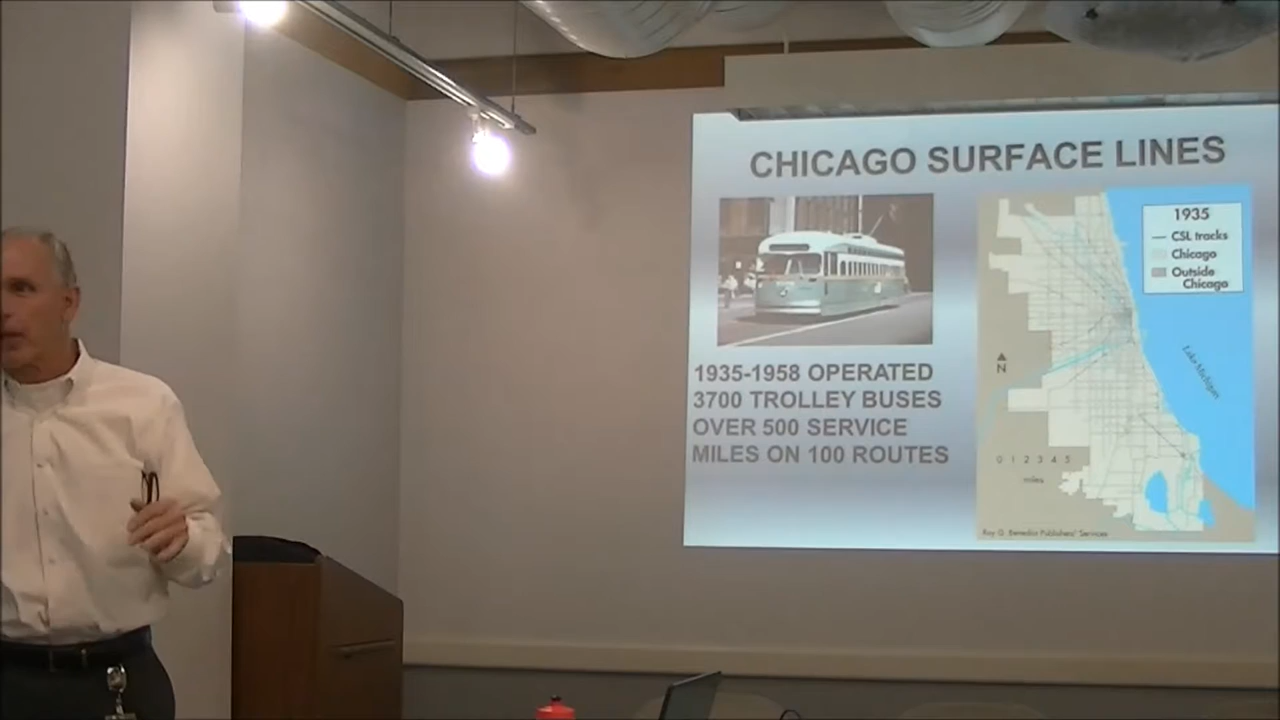 CHICAGO SURFACE LINES
1935-1958 OPERATED
3700 TROLLEY BUSES
OVER 500 SERVICE
MILES ON 100 ROUTES
1935
CSL tracks
Chicago
Outside
Chicago
Lake Michigan
N
0 1 2 3 4 5
miles
Roy G. Benedict Publishers' Services